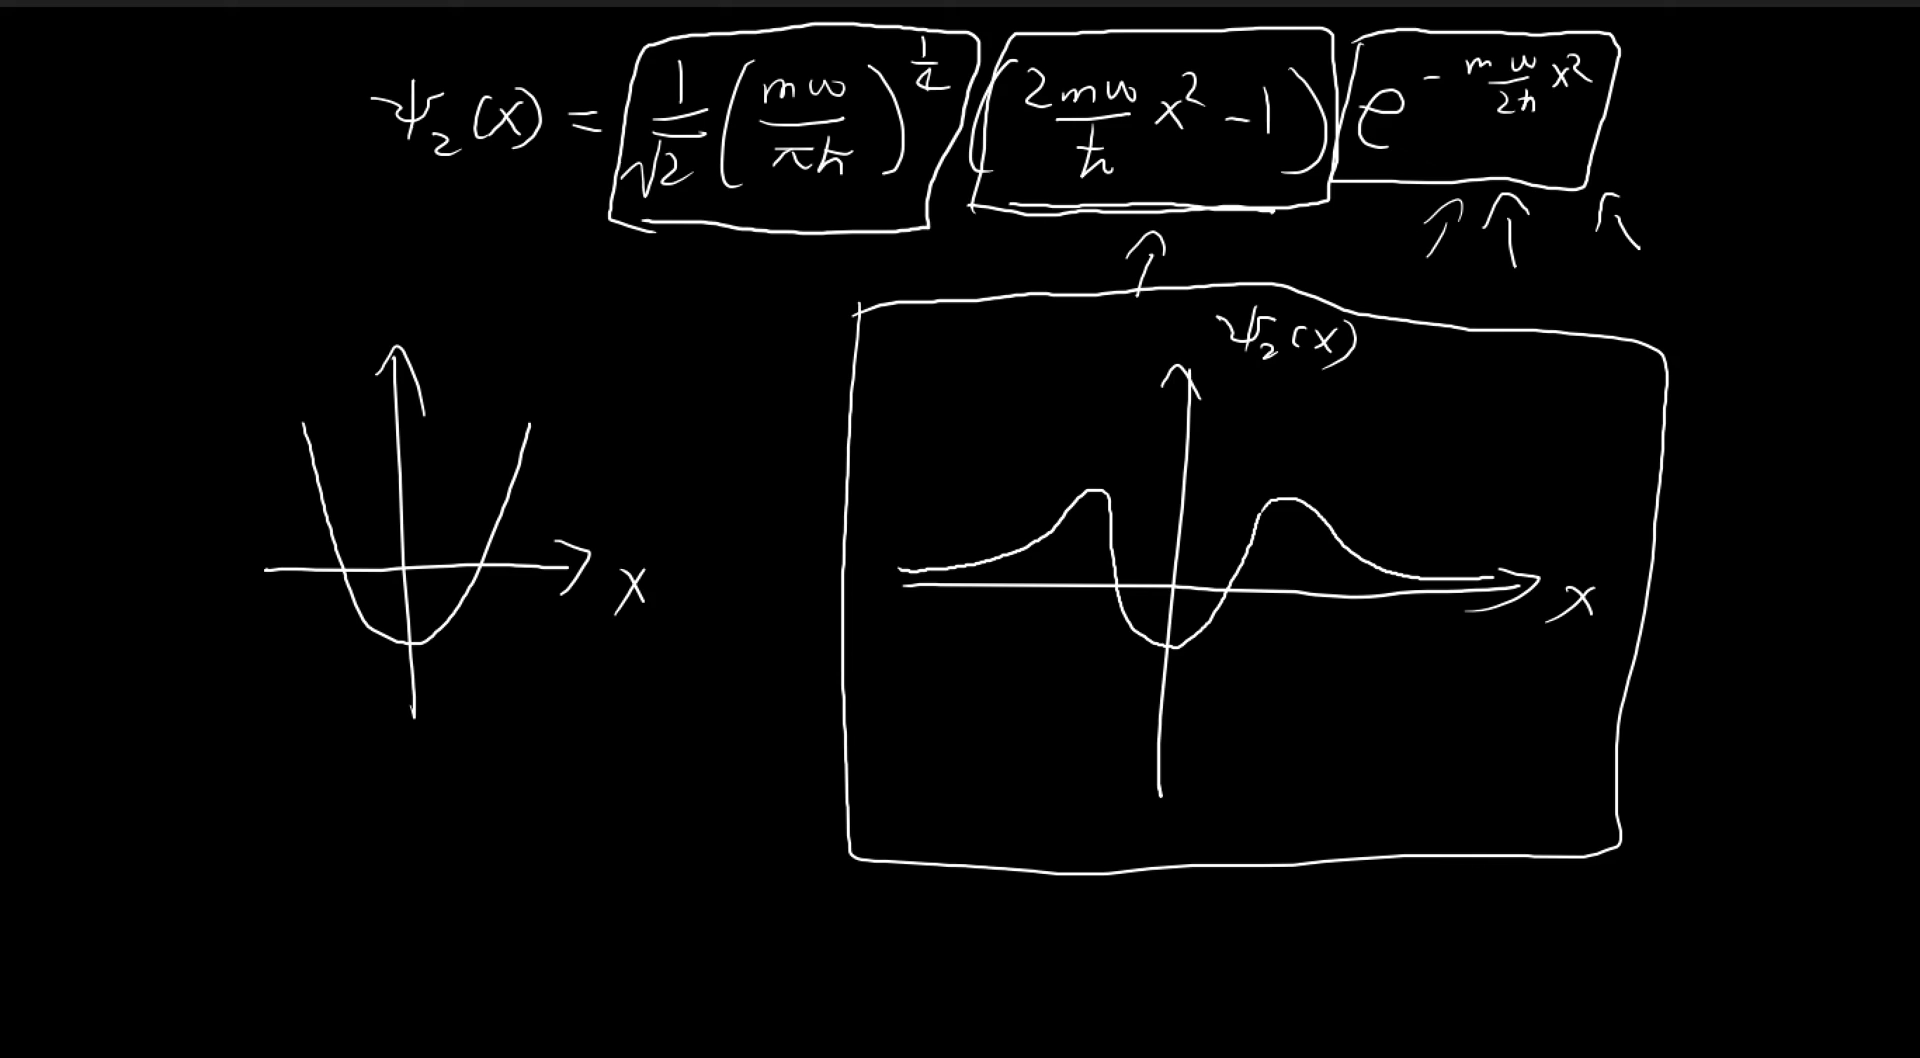 ψ₂(x) = 1/√2 (mω/πℏ)^1/4 (2mω/ℏ x² - 1) e^(-mω/2ℏ x²)
ψ₂(x)
x
x